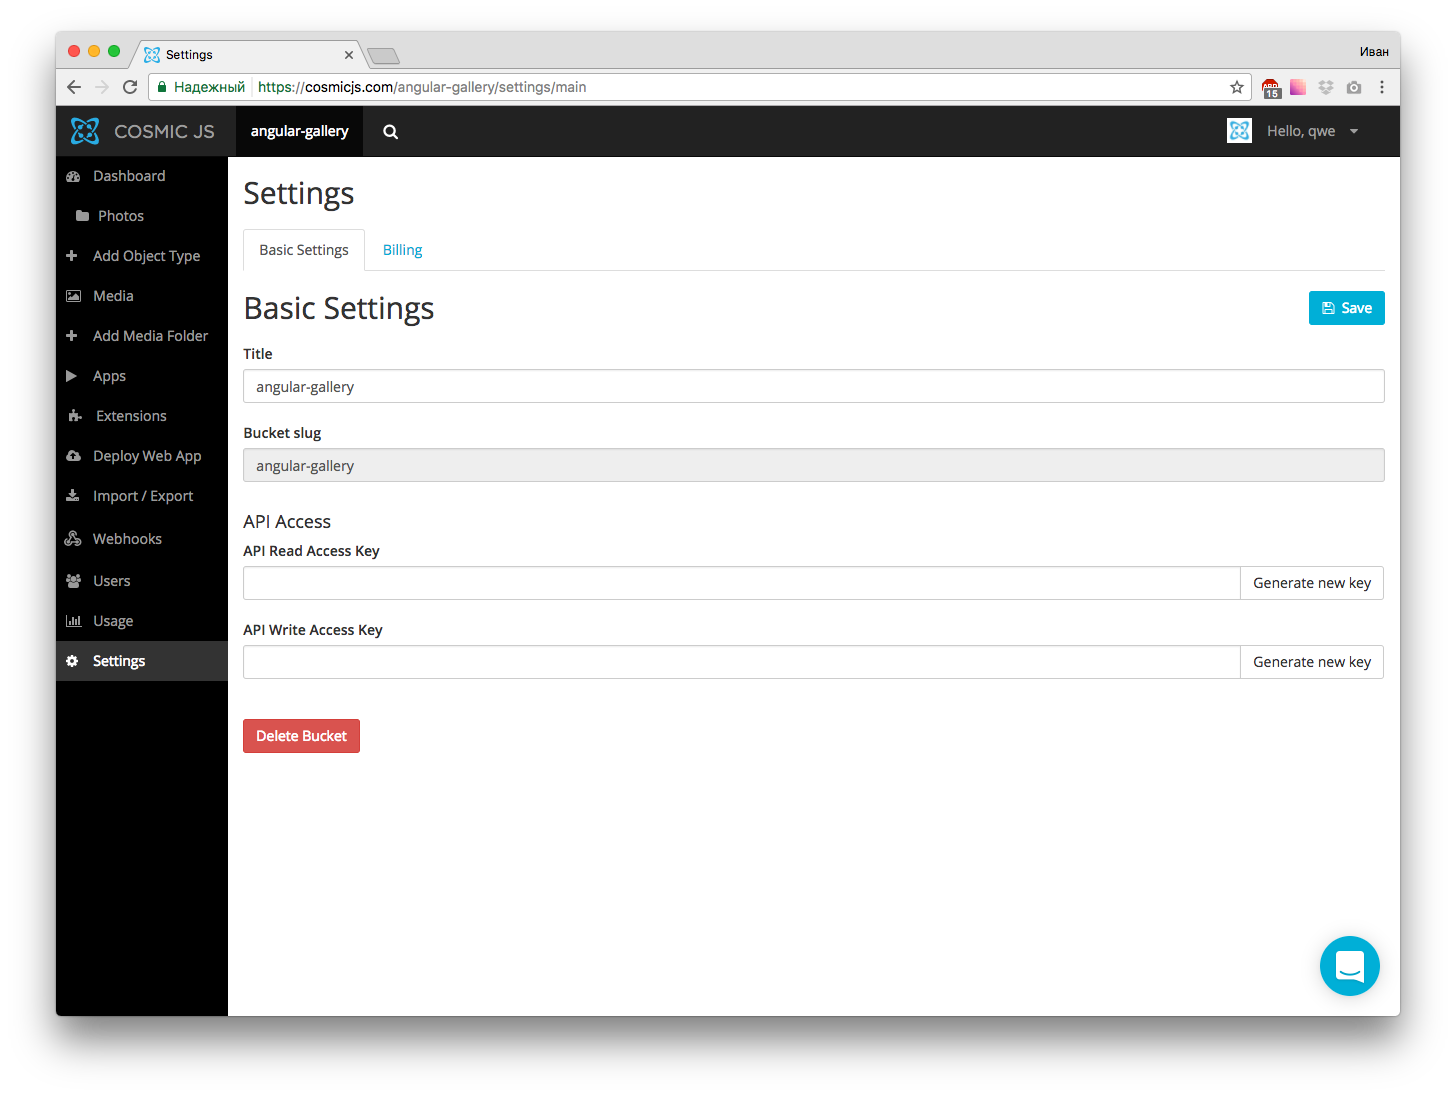 Settings
Иван
Надежный
https://cosmicjs.com/angular-gallery/settings/main
ABP
15
COSMIC JS
angular-gallery
Hello, qwe
Dashboard
Photos
Add Object Type
Media
Add Media Folder
Apps
Extensions
Deploy Web App
Import / Export
Webhooks
Users
Usage
Settings
Settings
Basic Settings
Billing
Basic Settings
Save
Title
angular-gallery
Bucket slug
angular-gallery
API Access
API Read Access Key
Generate new key
API Write Access Key
Generate new key
Delete Bucket